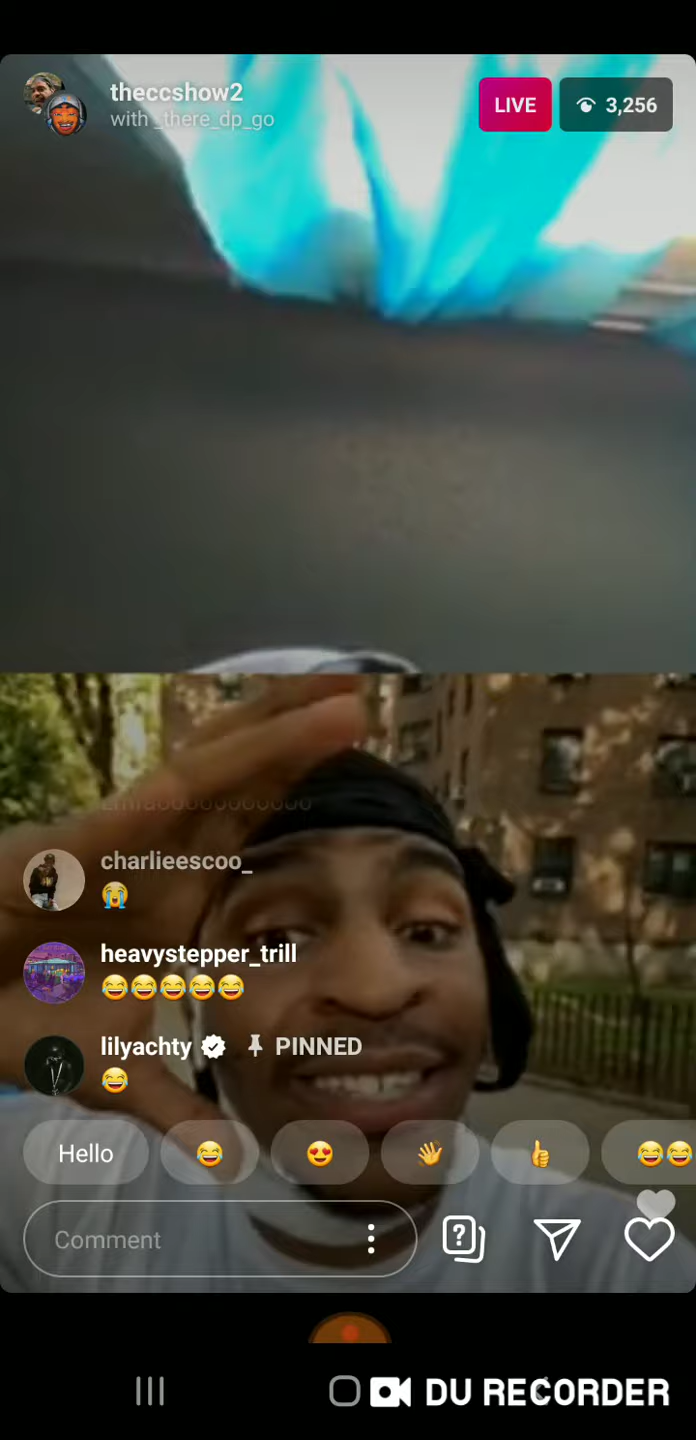 theccshow2
with _there_dp_go
LIVE
3,256
charlieescoo_
😭
heavystepper_trill
😂😂😂😂😂
lilyachty PINNED
😂
Hello 😂 😍 👋 👍 😂😂
Comment
DU RECORDER